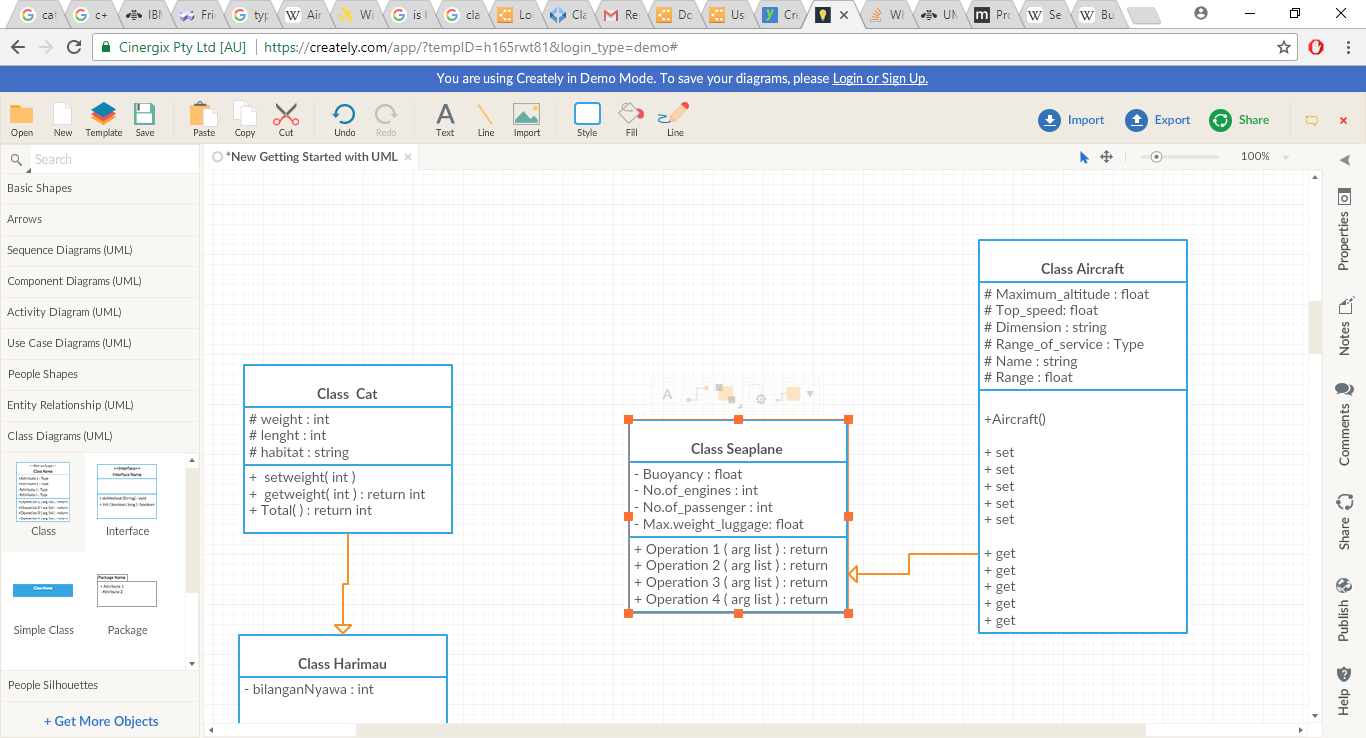 cat
c+
IBM
Fri
typ
Air
Wi
is h
cla
Lo
Cla
Re
Do
Us
Cre
Wh
UM
Pro
We
Bu
Cinergix Pty Ltd [AU]
https://creately.com/app/?tempID=h165rwt81&login_type=demo#
You are using Creately in Demo Mode. To save your diagrams, please Login or Sign Up.
Open
New
Template
Save
Paste
Copy
Cut
Undo
Redo
Text
Line
Import
Style
Fill
Line
Import
Export
Share
Search
*New Getting Started with UML
100%
Basic Shapes
Arrows
Sequence Diagrams (UML)
Component Diagrams (UML)
Activity Diagram (UML)
Use Case Diagrams (UML)
People Shapes
Entity Relationship (UML)
Class Diagrams (UML)
Class Name
<<Interface>>
Interface Name
Class
Interface
Class Name
Package Name
Simple Class
Package
People Silhouettes
+ Get More Objects
Class Cat
# weight : int
# lenght : int
# habitat : string
+ setweight( int )
+ getweight( int ) : return int
+ Total( ) : return int
Class Harimau
- bilanganNyawa : int
Class Seaplane
- Buoyancy : float
- No.of_engines : int
- No.of_passenger : int
- Max.weight_luggage: float
+ Operation 1 ( arg list ) : return
+ Operation 2 ( arg list ) : return
+ Operation 3 ( arg list ) : return
+ Operation 4 ( arg list ) : return
Class Aircraft
# Maximum_altitude : float
# Top_speed: float
# Dimension : string
# Range_of_service : Type
# Name : string
# Range : float
+Aircraft()
+ set
+ set
+ set
+ set
+ set
+ get
+ get
+ get
+ get
+ get
Properties
Notes
Comments
Share
Publish
Help